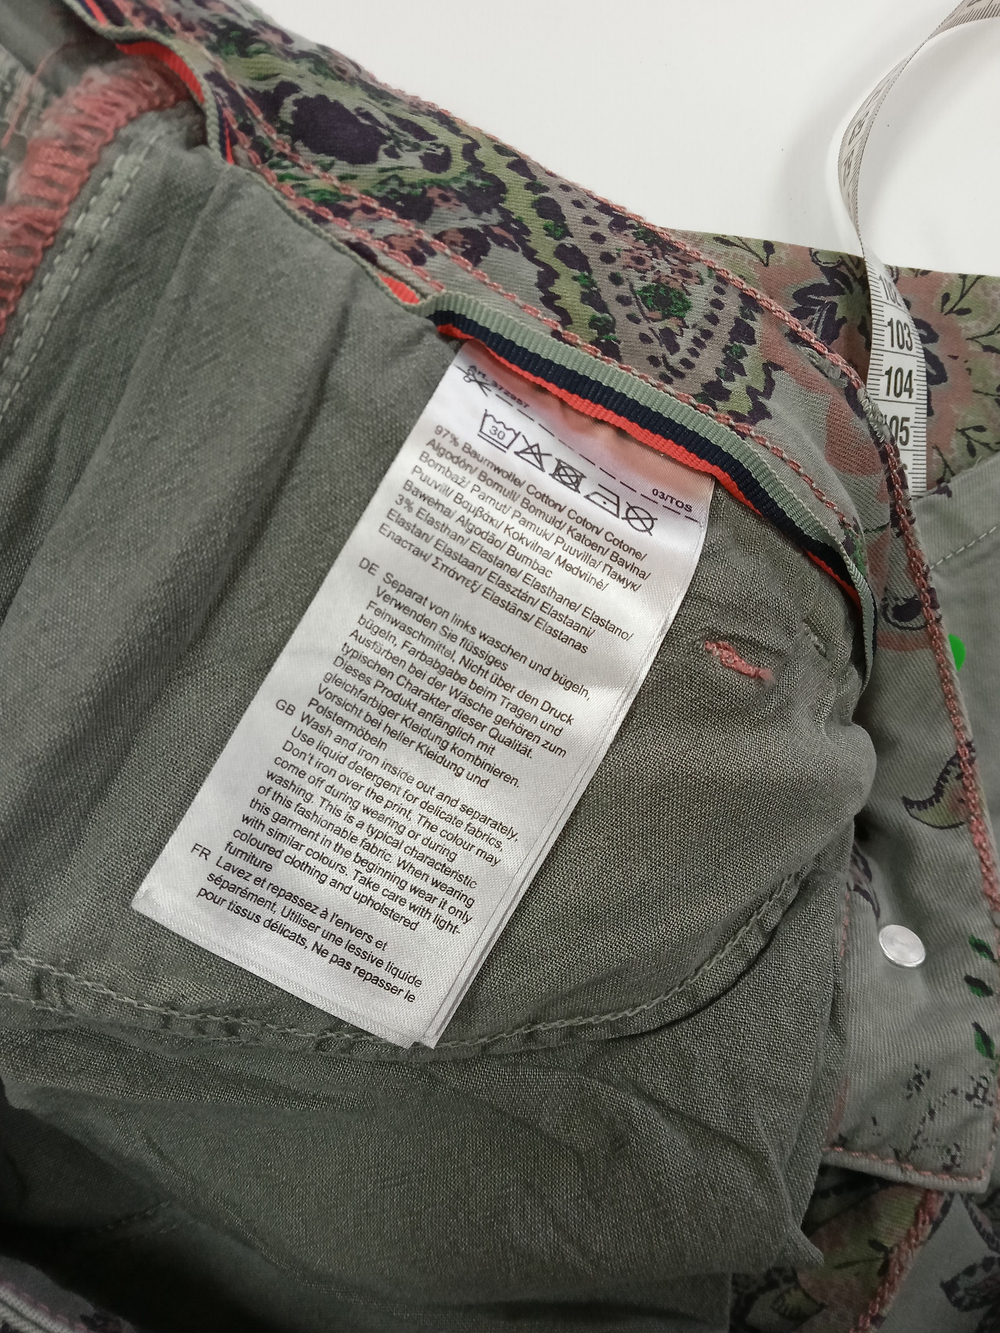 Art. 372957
03/TOS
30
97% Baumwolle/ Cotton/ Coton/ Cotone/
Algodón/ Bomull/ Bomuld/ Katoen/ Bavlna/
Bombaž/ Pamut/ Pamuk/ Puuvilla/ Памук/
Puuvill/ Βαμβάκι/ Kokvilna/ Medvilnė/
Bawełna/ Algodão/ Bumbac
3% Elasthan/ Elastane/ Elasthane/ Elastano/
Elastan/ Elastaan/ Elasztán/ Elastaani/
Еластан/ Σπάντεξ/ Elastāns/ Elastanas
DE Separat von links waschen und bügeln,
Verwenden Sie flüssiges
Feinwaschmittel, Nicht über den Druck
bügeln, Farbabgabe beim Tragen und
Ausfärben bei der Wäsche gehören zum
typischen Charakter dieser Qualität.
Dieses Produkt anfänglich mit
gleichfarbiger Kleidung kombinieren.
Vorsicht bei heller Kleidung und
Polstermöbeln
GB Wash and iron inside out and separately,
Use liquid detergent for delicate fabrics,
Don't iron over the print, The colour may
come off during wearing or during
washing. This is a typical characteristic
of this fashionable fabric. When wearing
this garment in the beginning wear it only
with similar colours. Take care with light-
coloured clothing and upholstered
furniture
FR Lavez et repassez à l'envers et
séparément, Utiliser une lessive liquide
pour tissus délicats, Ne pas repasser le
103
104